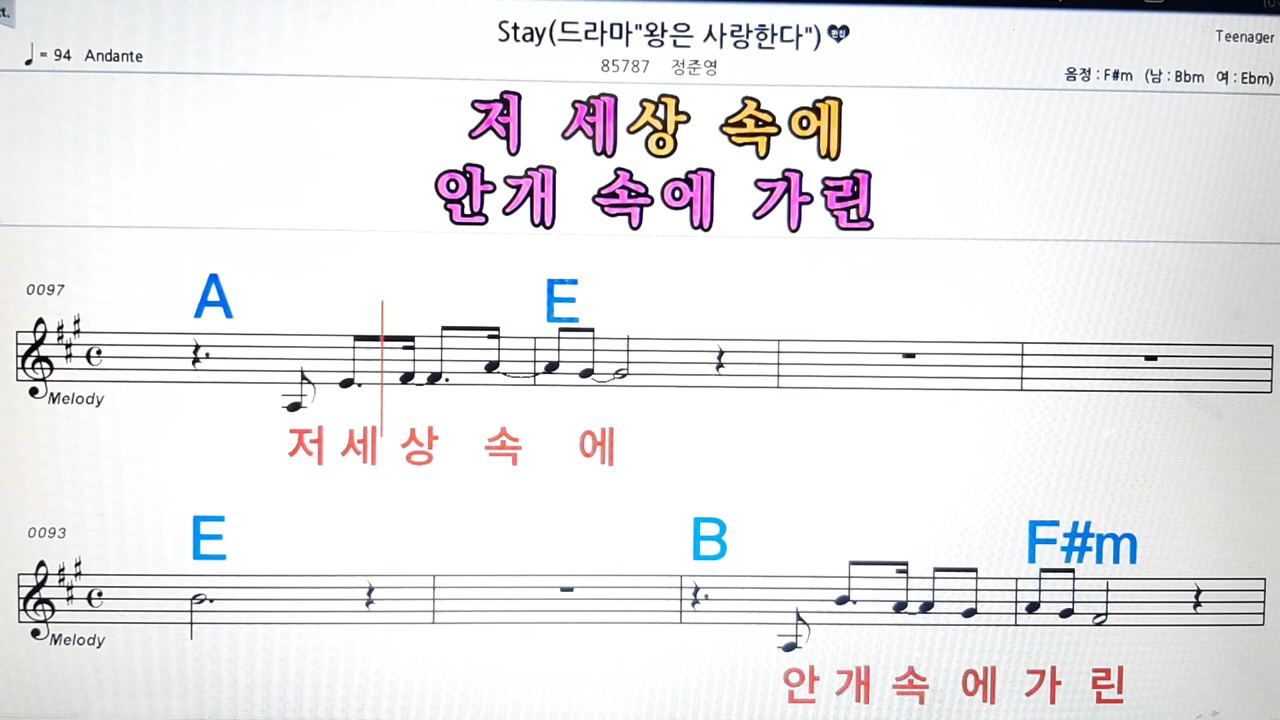 Stay(드라마"왕은 사랑한다")
♩= 94 Andante
85787 정준영
Teenager
음정 : F#m (남 : Bbm 여 : Ebm)
저 세상 속에
안개 속에 가린
0097
A E
Melody
저 세 상 속 에
0093
E B F#m
Melody
안 개 속 에 가 린